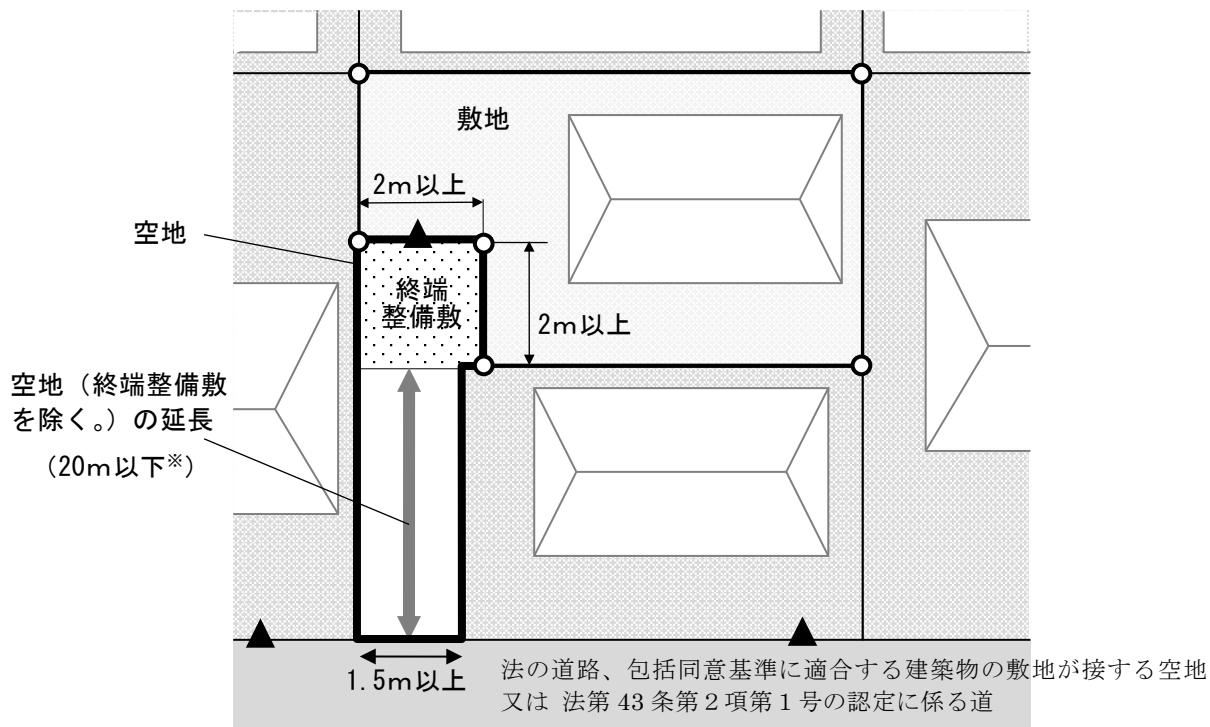 敷地
2m以上
空地
終端
整備敷
2m以上
空地（終端整備敷
を除く。）の延長
（20m以下※）
1.5m以上
法の道路、包括同意基準に適合する建築物の敷地が接する空地
又は 法第 43 条第２項第１号の認定に係る道